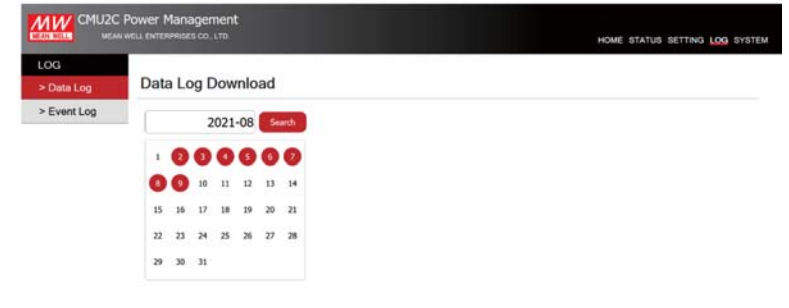 MW
MEAN WELL
CMU2C Power Management
MEAN WELL ENTERPRISES CO., LTD.
HOME STATUS SETTING LOG SYSTEM
LOG
> Data Log
> Event Log
Data Log Download
2021-08 Search
1 2 3 4 5 6 7
8 9 10 11 12 13 14
15 16 17 18 19 20 21
22 23 24 25 26 27 28
29 30 31